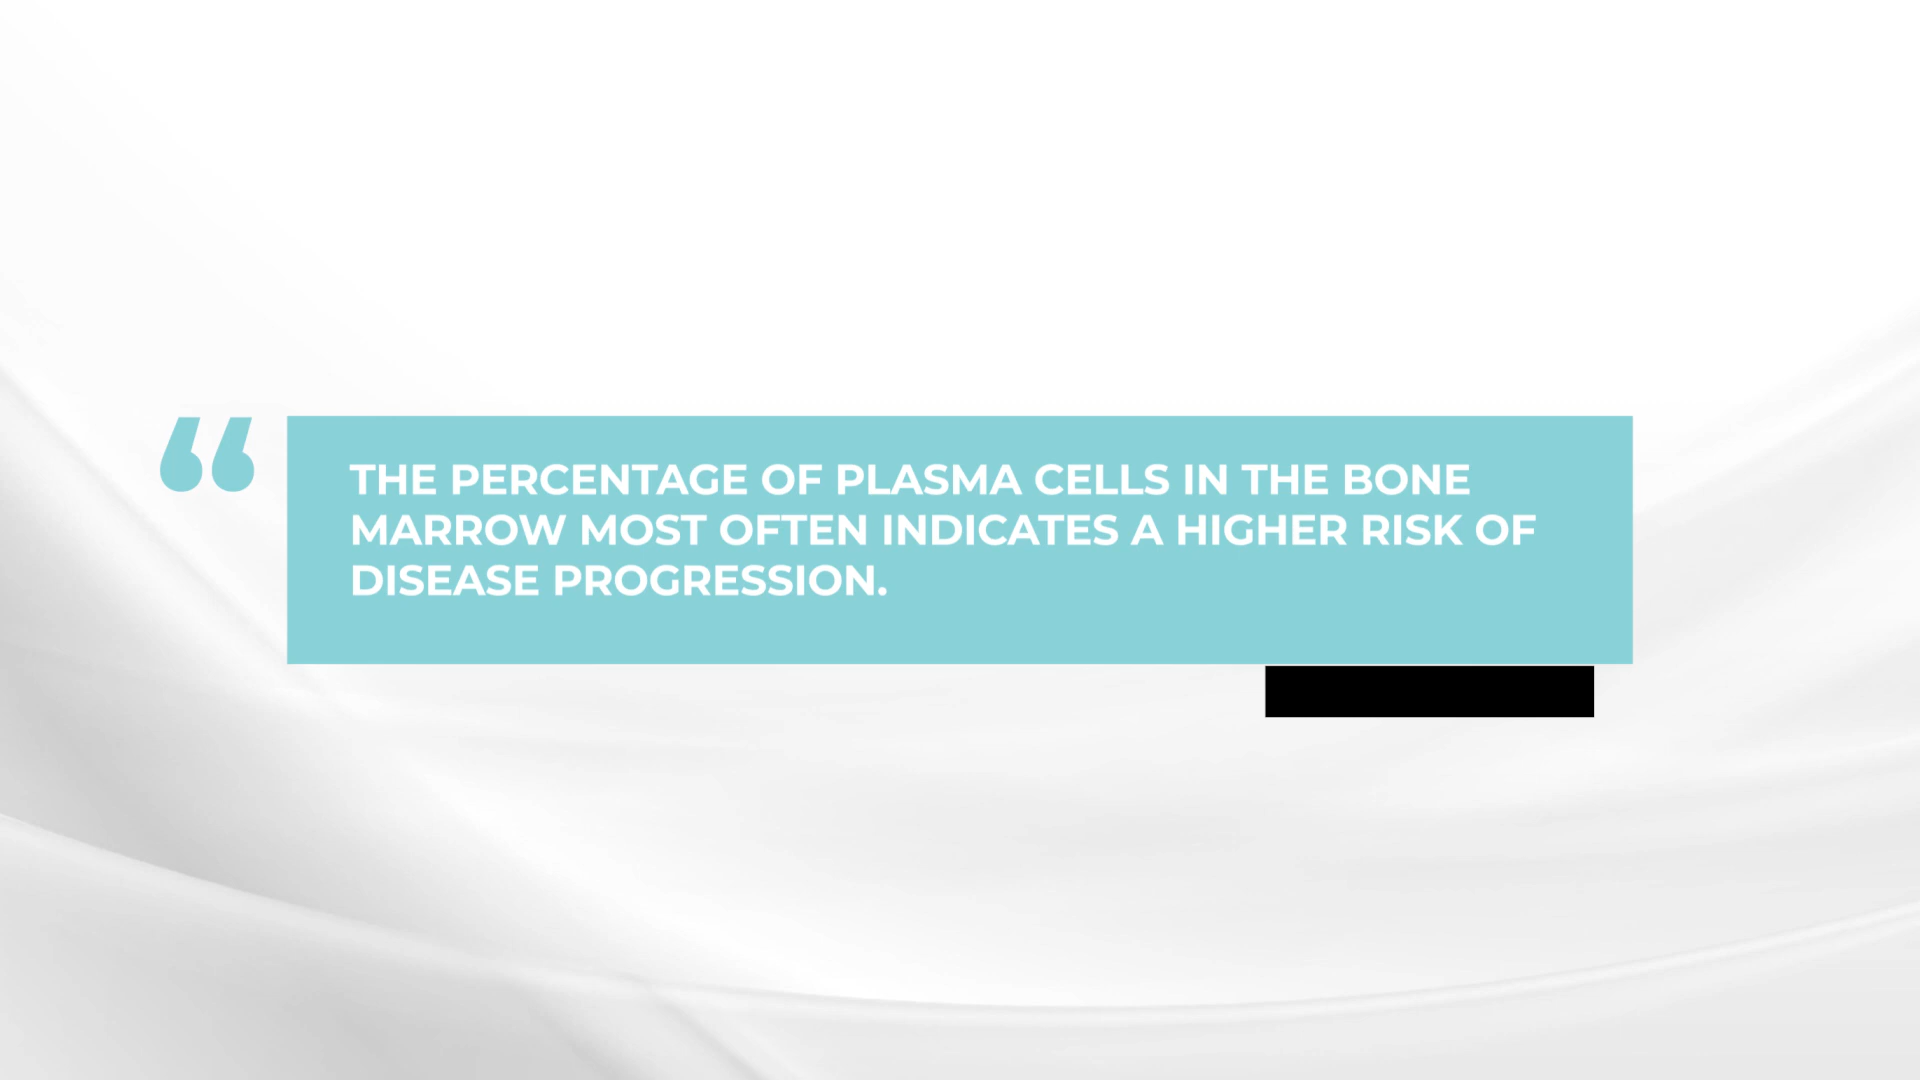 “
THE PERCENTAGE OF PLASMA CELLS IN THE BONE
MARROW MOST OFTEN INDICATES A HIGHER RISK OF
DISEASE PROGRESSION.